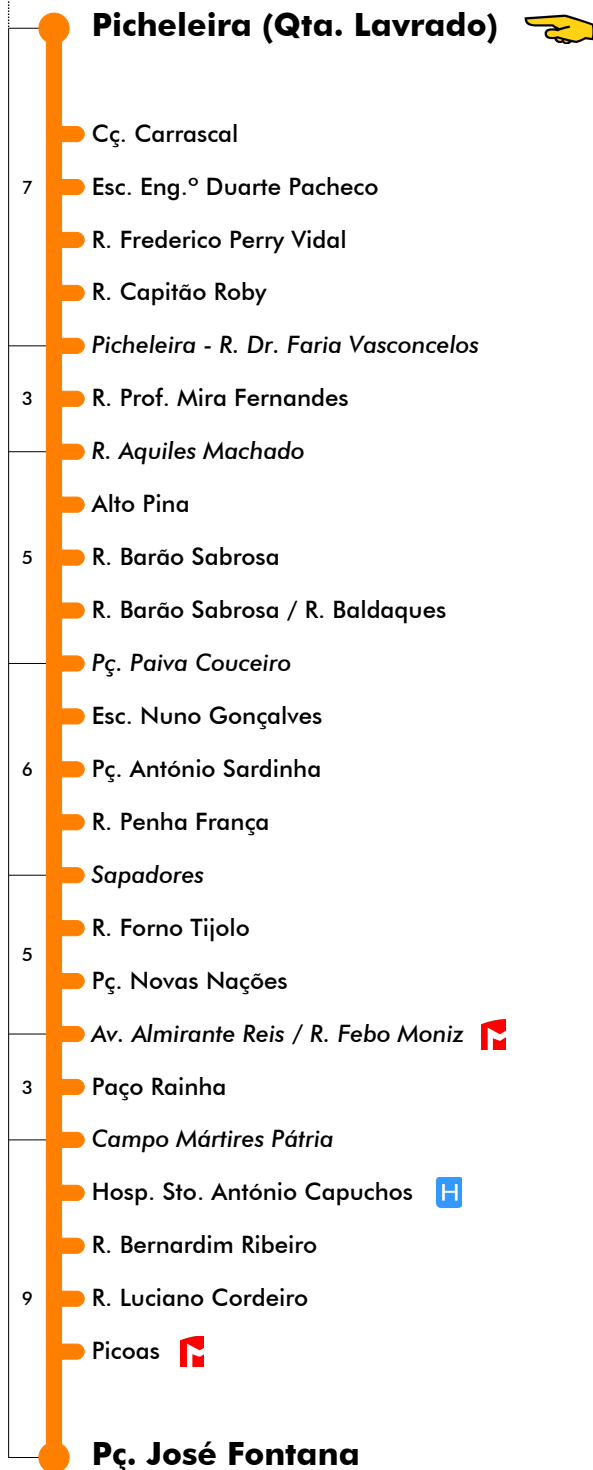 Picheleira (Qta. Lavrado)
Cç. Carrascal
7
Esc. Eng.º Duarte Pacheco
R. Frederico Perry Vidal
R. Capitão Roby
Picheleira - R. Dr. Faria Vasconcelos
3
R. Prof. Mira Fernandes
R. Aquiles Machado
Alto Pina
5
R. Barão Sabrosa
R. Barão Sabrosa / R. Baldaques
Pç. Paiva Couceiro
Esc. Nuno Gonçalves
6
Pç. António Sardinha
R. Penha França
Sapadores
R. Forno Tijolo
5
Pç. Novas Nações
Av. Almirante Reis / R. Febo Moniz
3
Paço Rainha
Campo Mártires Pátria
Hosp. Sto. António Capuchos H
R. Bernardim Ribeiro
9
R. Luciano Cordeiro
Picoas
Pç. José Fontana